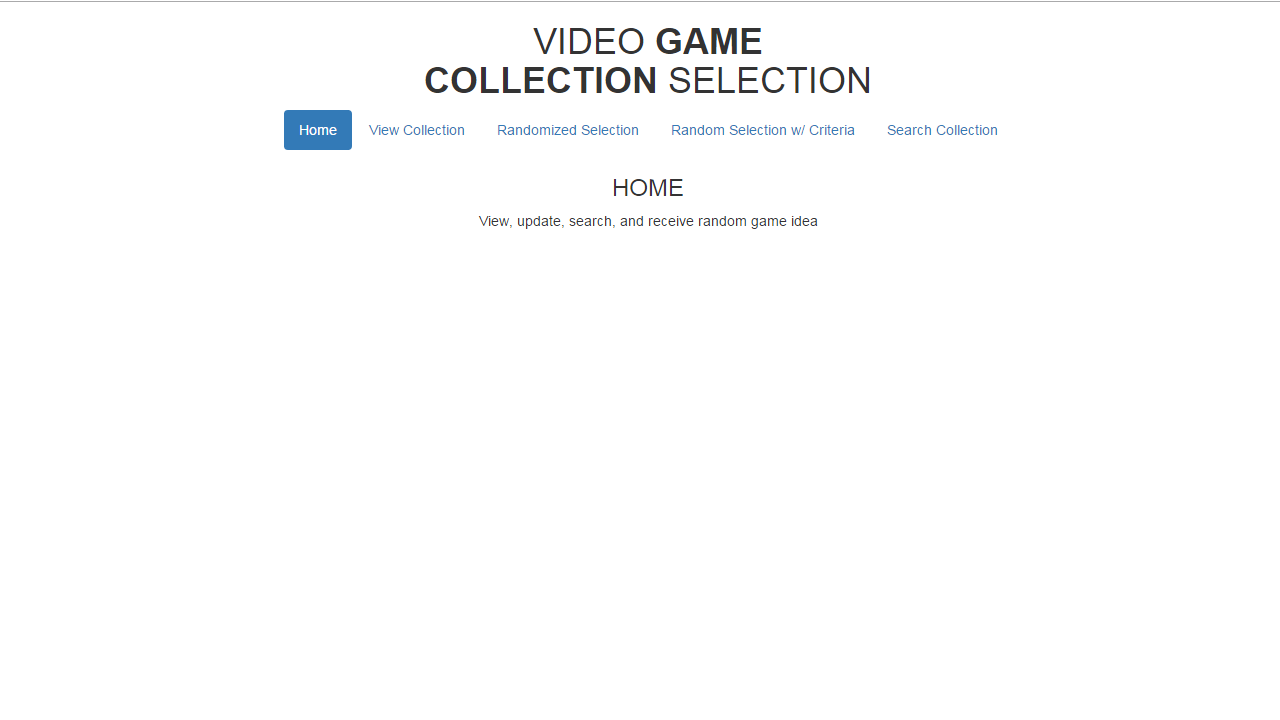 VIDEO GAME
COLLECTION SELECTION
Home View Collection Randomized Selection Random Selection w/ Criteria Search Collection
HOME
View, update, search, and receive random game idea